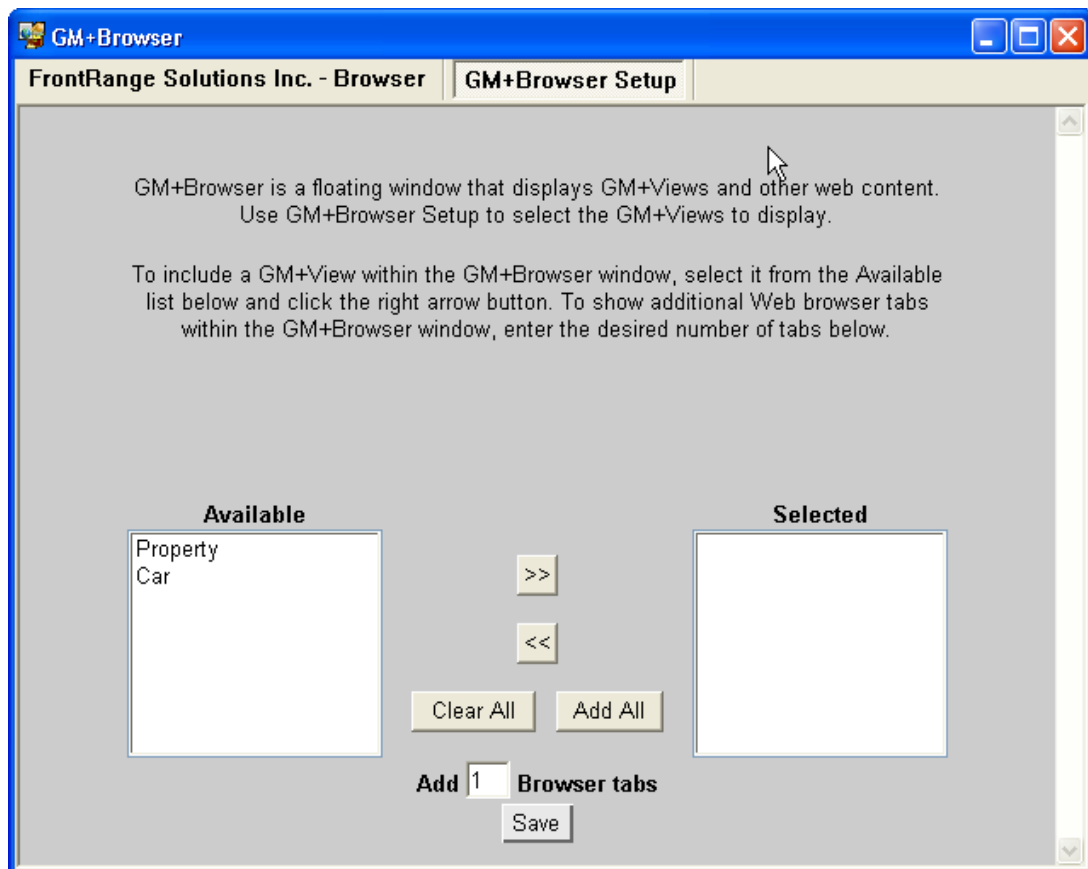 GM+Browser
FrontRange Solutions Inc. - Browser
GM+Browser Setup
GM+Browser is a floating window that displays GM+Views and other web content.
Use GM+Browser Setup to select the GM+Views to display.
To include a GM+View within the GM+Browser window, select it from the Available
list below and click the right arrow button. To show additional Web browser tabs
within the GM+Browser window, enter the desired number of tabs below.
Available
Selected
Property
Car
>>
<<
Clear All
Add All
Add 1 Browser tabs
Save